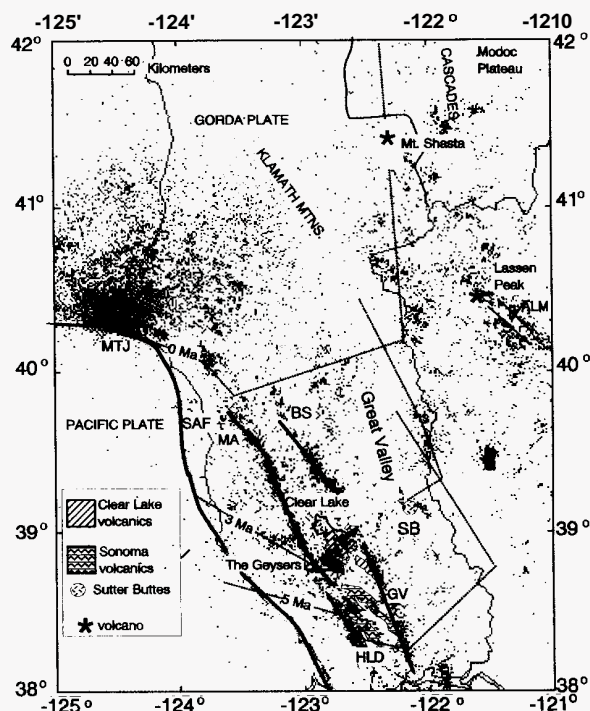 -125° -124° -123° -122° -1210
42° 42°
0 20 40 60
Kilometers
CASCADES
Modoc
Plateau
GORDA PLATE
Mt. Shasta
KLAMATH MTNS.
41° 41°
Lassen
Peak
ALM
MTJ
0 Ma
40° 40°
BS
Great Valley
PACIFIC PLATE
SAF
MA
Clear Lake
SB
3 Ma
39° 39°
Clear Lake
volcanics
Sonoma
volcanics
Sutter Buttes
volcano
The Geysers
5 Ma
GV
HLD
38° 38°
-125 -124 -123 -122 -121